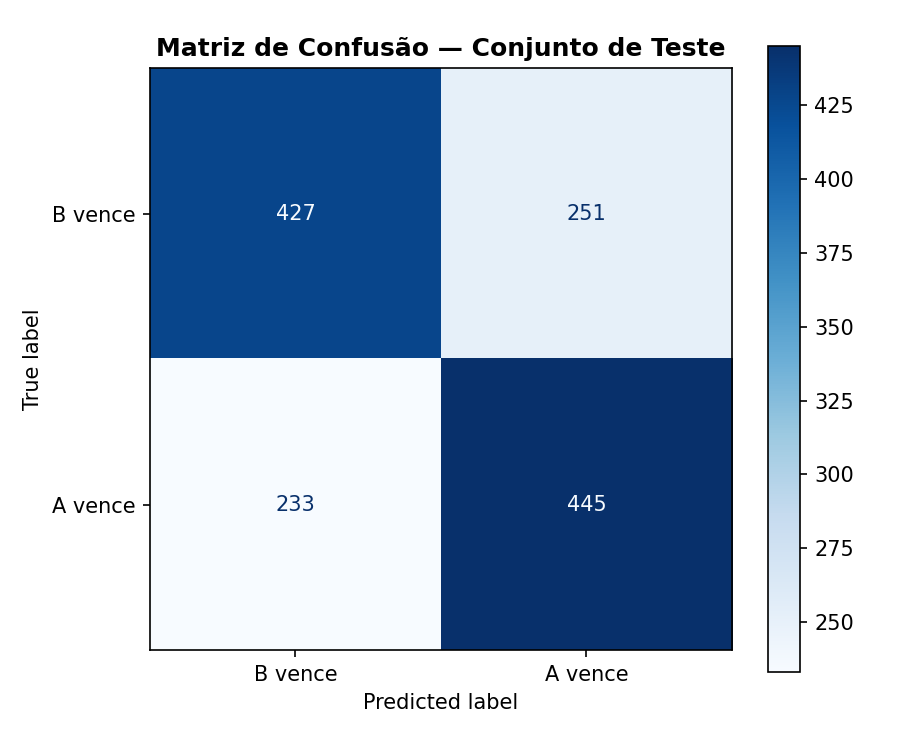 Matriz de Confusão — Conjunto de Teste
B vence
427
251
A vence
233
445
True label
B vence
A vence
Predicted label
425
400
375
350
325
300
275
250